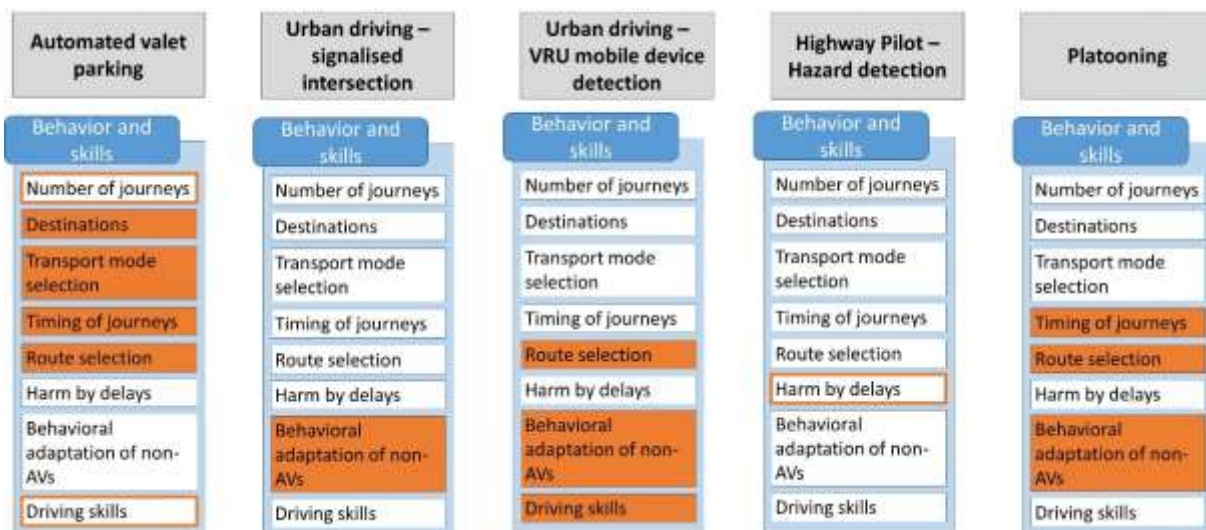 Automated valet
parking
Behavior and
skills
Number of journeys
Destinations
Transport mode
selection
Timing of journeys
Route selection
Harm by delays
Behavioral
adaptation of non-
AVs
Driving skills
Urban driving –
signalised
intersection
Behavior and
skills
Number of journeys
Destinations
Transport mode
selection
Timing of journeys
Route selection
Harm by delays
Behavioral
adaptation of non-
AVs
Driving skills
Urban driving –
VRU mobile device
detection
Behavior and
skills
Number of journeys
Destinations
Transport mode
selection
Timing of journeys
Route selection
Harm by delays
Behavioral
adaptation of non-
AVs
Driving skills
Highway Pilot –
Hazard detection
Behavior and
skills
Number of journeys
Destinations
Transport mode
selection
Timing of journeys
Route selection
Harm by delays
Behavioral
adaptation of non-
AVs
Driving skills
Platooning
Behavior and
skills
Number of journeys
Destinations
Transport mode
selection
Timing of journeys
Route selection
Harm by delays
Behavioral
adaptation of non-
AVs
Driving skills